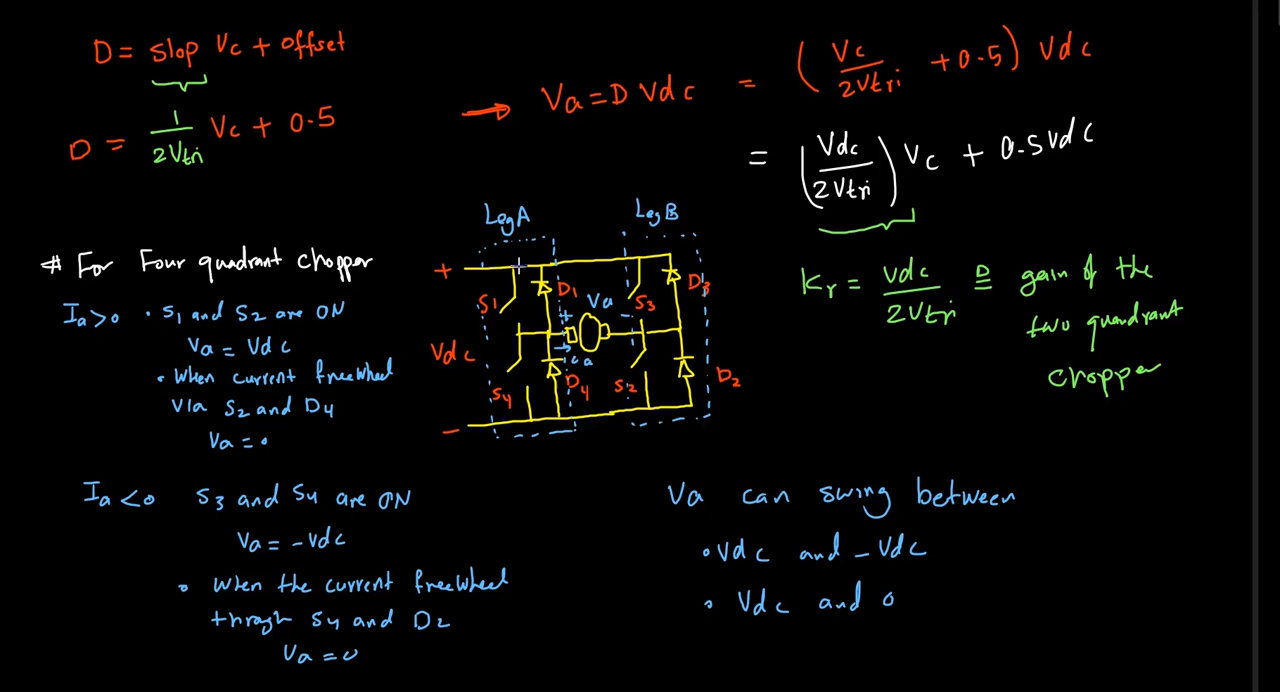 D = slop Vc + offset
D = 1/2Vtri Vc + 0.5
→ Va = D Vdc = (Vc/2Vtri + 0.5) Vdc
= (Vdc/2Vtri) Vc + 0.5Vdc
Kr = Vdc/2Vtri ≜ gain of the
two quandrant
chopper
# For Four quadrant chopper
Ia>0 • S1 and S2 are ON
Va = Vdc
• When current freewheel
via S2 and D4
Va = 0
Leg A
Leg B
+
S1
D1
Va
S3
D3
+
-
Vdc
ia
S4
D4
S2
D2
-
Ia<0 S3 and S4 are ON
Va = -Vdc
• When the current freewheel
throgh S4 and D2
Va = 0
Va can swing between
• Vdc and - Vdc
• Vdc and 0